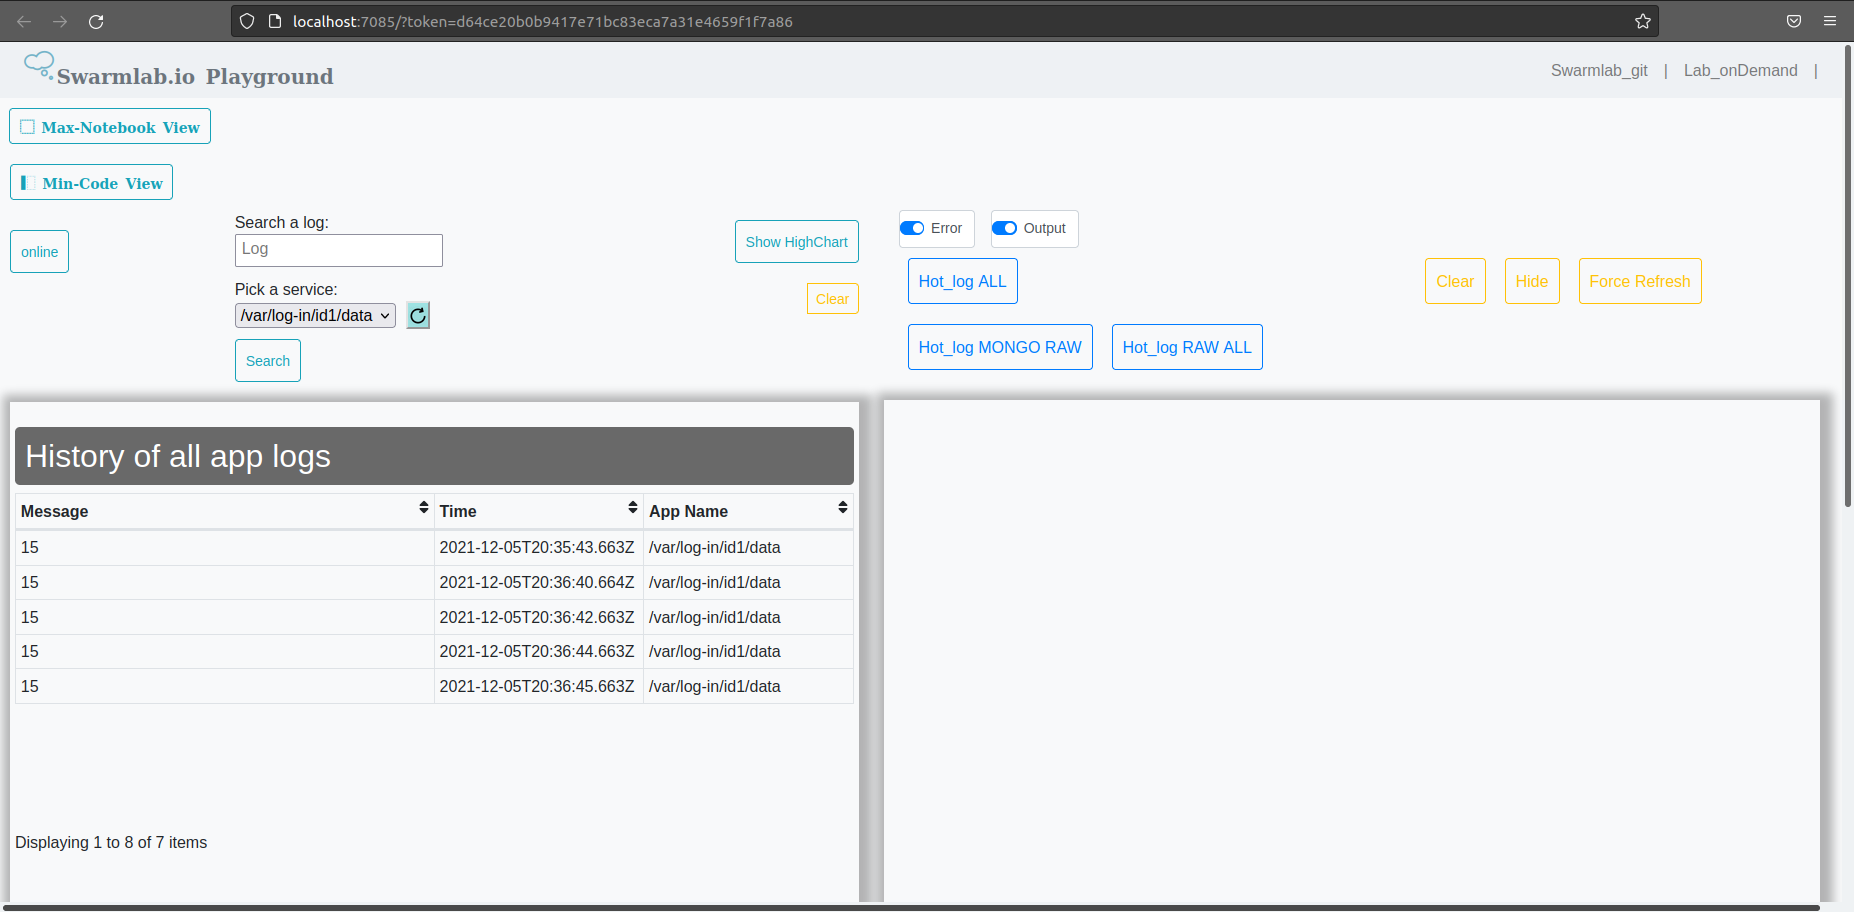 localhost:7085/?token=d64ce20b0b9417e71bc83eca7a31e4659f1f7a86
Swarmlab.io Playground
Swarmlab_git | Lab_onDemand |
Max-Notebook View
Min-Code View
online
Search a log:
Log
Pick a service:
/var/log-in/id1/data
Search
Show HighChart
Clear
Error Output
Hot_log ALL
Clear Hide Force Refresh
Hot_log MONGO RAW Hot_log RAW ALL
History of all app logs
Message Time App Name
15 2021-12-05T20:35:43.663Z /var/log-in/id1/data
15 2021-12-05T20:36:40.664Z /var/log-in/id1/data
15 2021-12-05T20:36:42.663Z /var/log-in/id1/data
15 2021-12-05T20:36:44.663Z /var/log-in/id1/data
15 2021-12-05T20:36:45.663Z /var/log-in/id1/data
Displaying 1 to 8 of 7 items